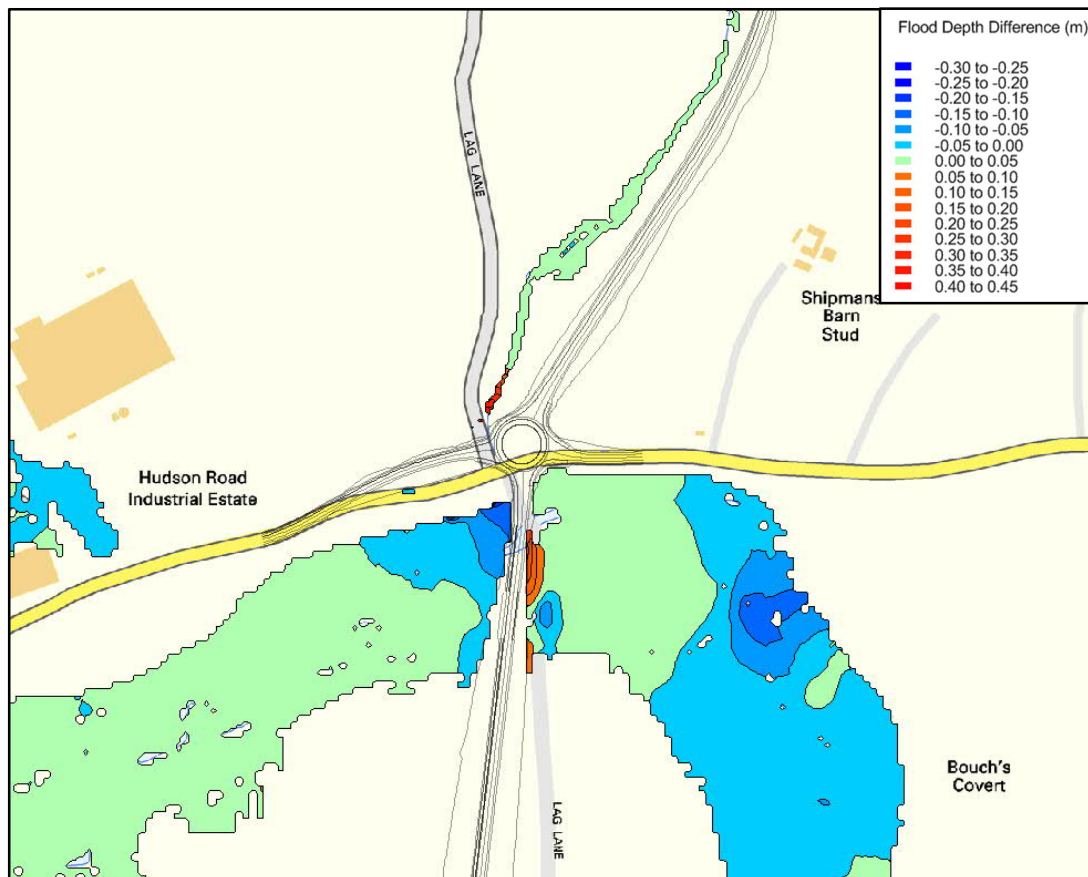 Flood Depth Difference (m)
-0.30 to -0.25
-0.25 to -0.20
-0.20 to -0.15
-0.15 to -0.10
-0.10 to -0.05
-0.05 to 0.00
0.00 to 0.05
0.05 to 0.10
0.10 to 0.15
0.15 to 0.20
0.20 to 0.25
0.25 to 0.30
0.30 to 0.35
0.35 to 0.40
0.40 to 0.45
LAG LANE
Shipmans
Barn
Stud
Hudson Road
Industrial Estate
Bouch's
Covert
LAG LANE